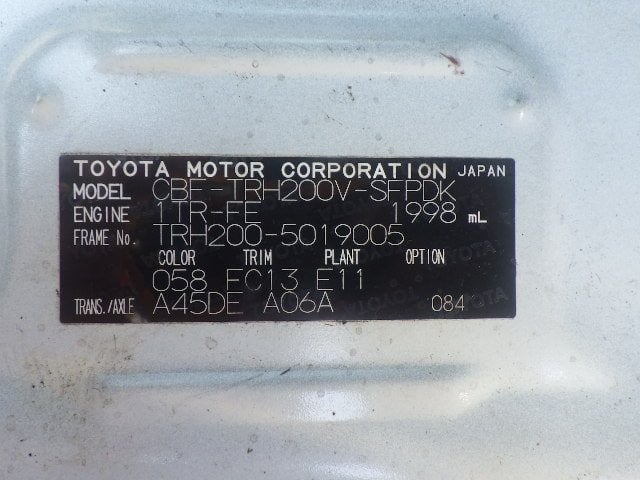 TOYOTA MOTOR CORPORATION JAPAN
MODEL CBF-TRH200V-SFPDK
ENGINE 1TR-FE 1998 mL
FRAME No. TRH200-5019005
COLOR TRIM PLANT OPTION
058 FC13 E11
TRANS./AXLE A45DE A06A 084